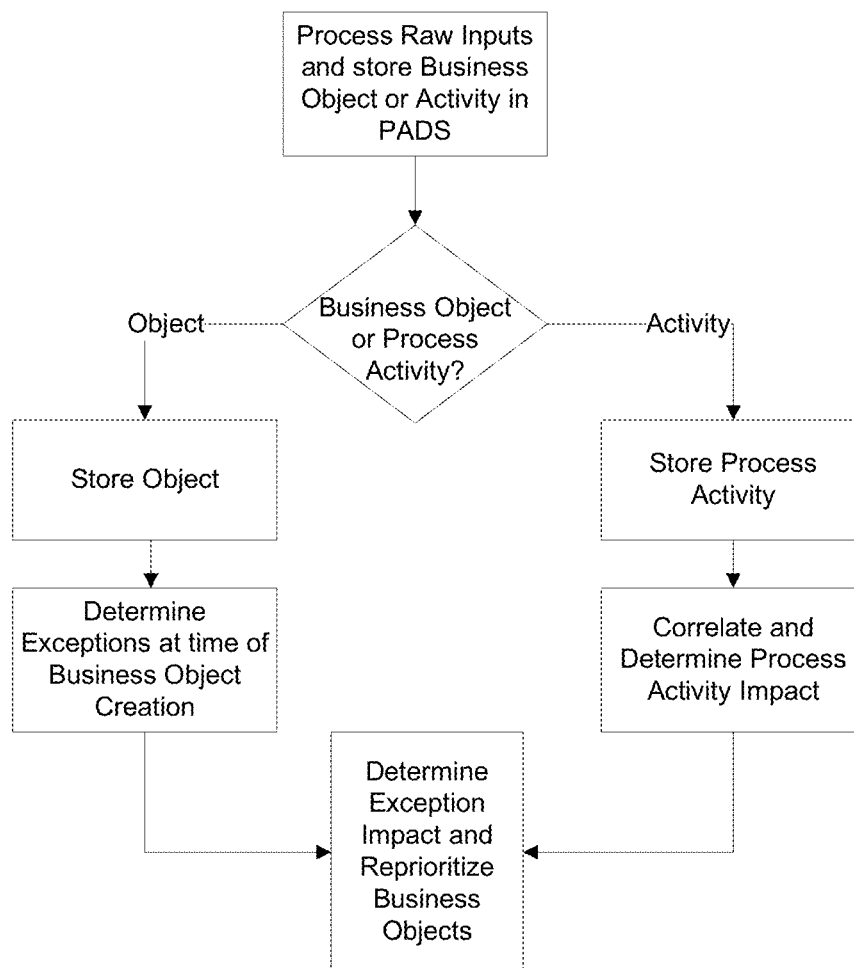 Process Raw Inputs
and store Business
Object or Activity in
PADS
Business Object
or Process
Activity?
Object
Activity
Store Object
Store Process
Activity
Determine
Exceptions at time of
Business Object
Creation
Correlate and
Determine Process
Activity Impact
Determine
Exception
Impact and
Reprioritize
Business
Objects